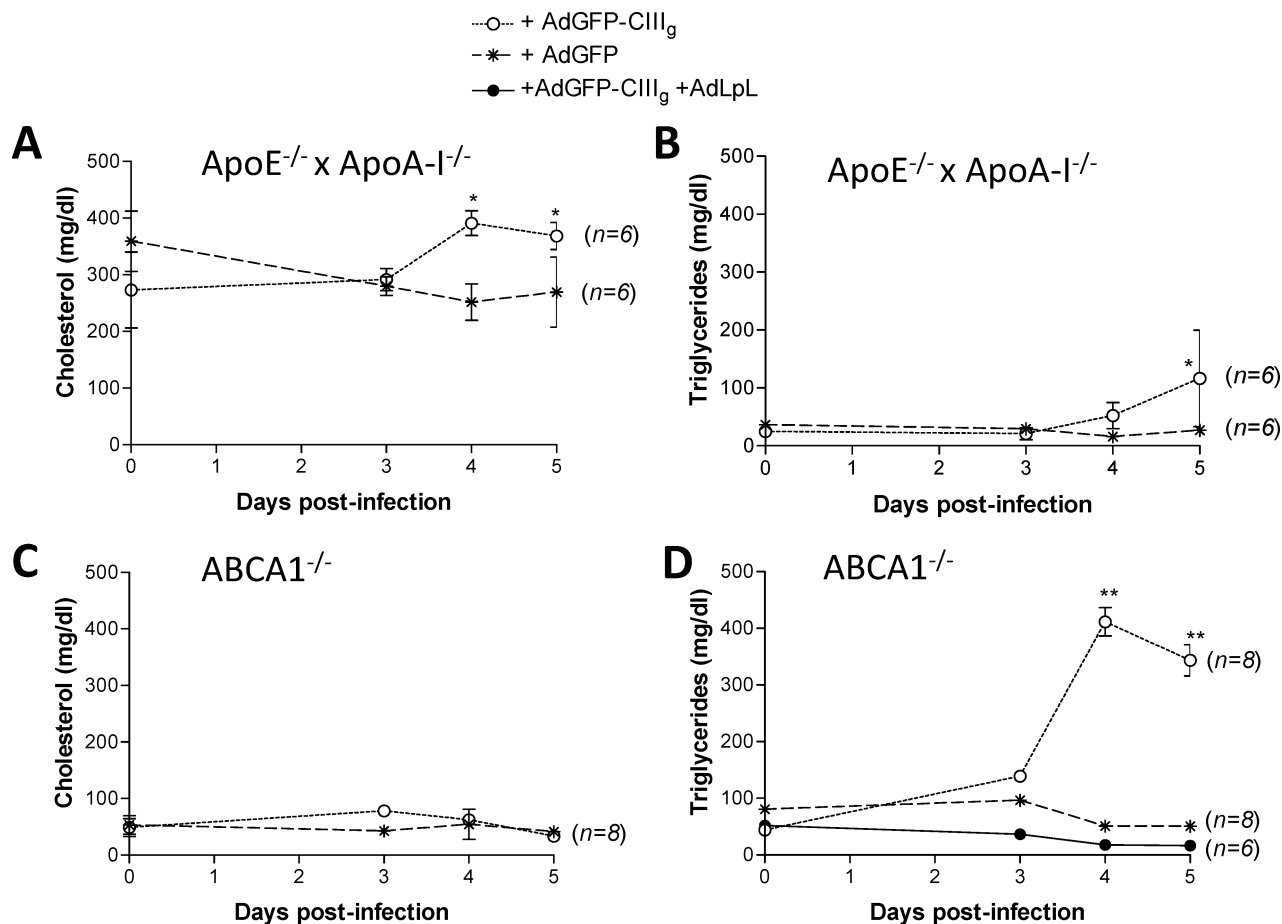 + AdGFP-CIIIg
+ AdGFP
+AdGFP-CIIIg +AdLpL
A
ApoE-/- x ApoA-I-/-
Cholesterol (mg/dl)
500
400
300
200
100
0
* *
(n=6)
(n=6)
0 1 2 3 4 5
Days post-infection
B
ApoE-/- x ApoA-I-/-
Triglycerides (mg/dl)
500
400
300
200
100
0
*
(n=6)
(n=6)
0 1 2 3 4 5
Days post-infection
C
ABCA1-/-
Cholesterol (mg/dl)
500
400
300
200
100
0
(n=8)
0 1 2 3 4 5
Days post-infection
D
ABCA1-/-
Triglycerides (mg/dl)
500
400
300
200
100
0
**
**
(n=8)
(n=8)
(n=6)
0 1 2 3 4 5
Days post-infection